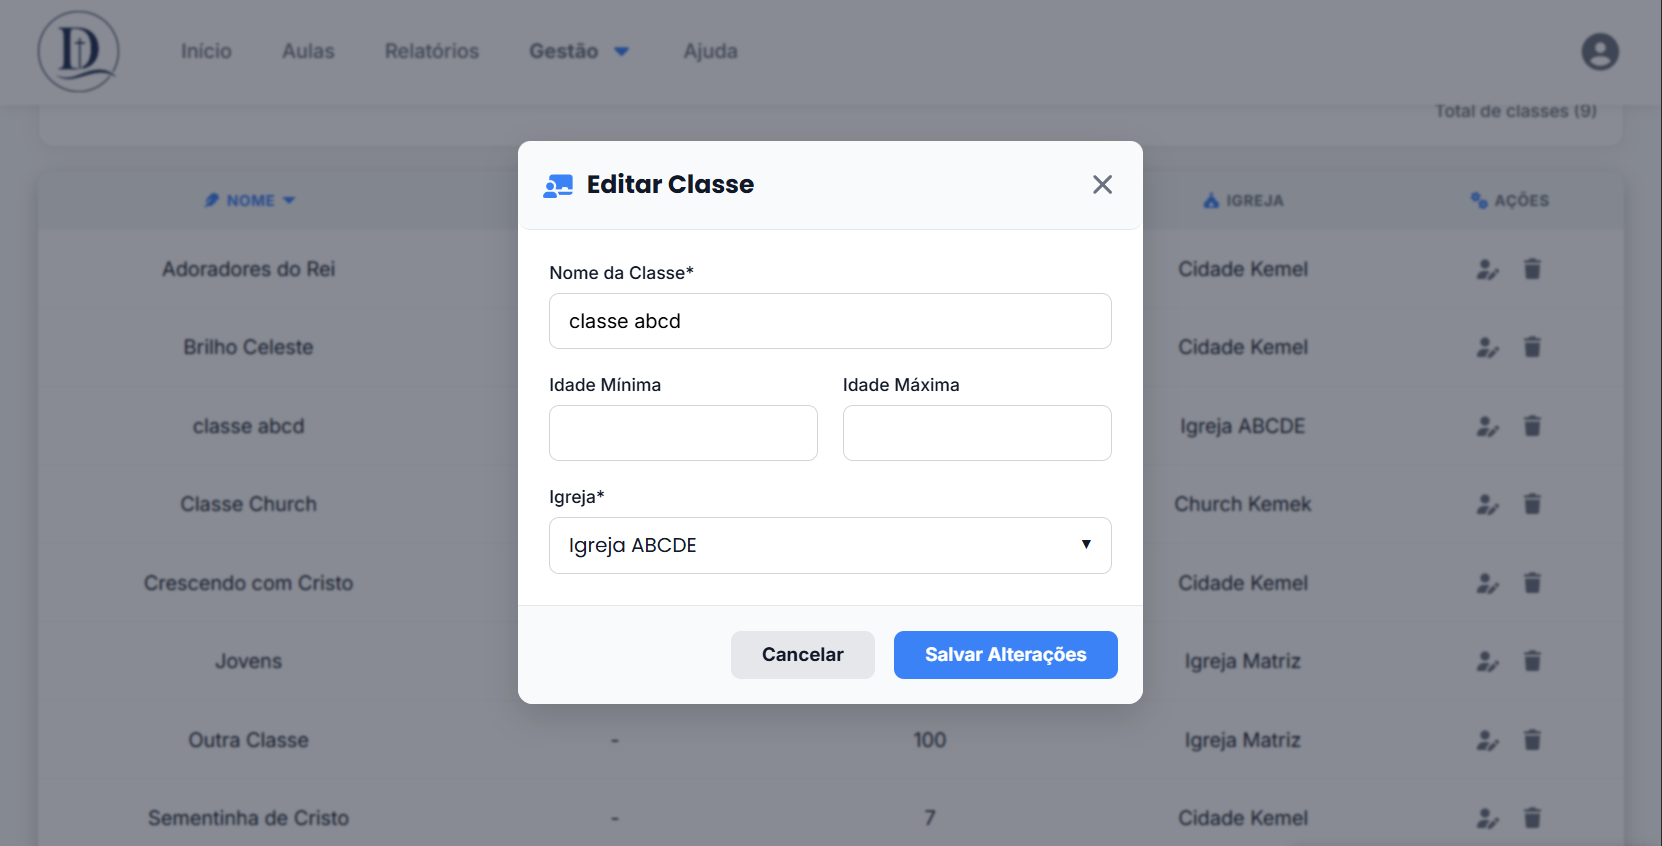 Início Aulas Relatórios Gestão Ajuda
Total de classes (9)
NOME IGREJA AÇÕES
Adoradores do Rei Cidade Kemel
Brilho Celeste Cidade Kemel
classe abcd Igreja ABCDE
Classe Church Church Kemek
Crescendo com Cristo Cidade Kemel
Jovens Igreja Matriz
Outra Classe - 100 Igreja Matriz
Sementinha de Cristo - 7 Cidade Kemel
Editar Classe
Nome da Classe*
classe abcd
Idade Mínima Idade Máxima
Igreja*
Igreja ABCDE
Cancelar Salvar Alterações